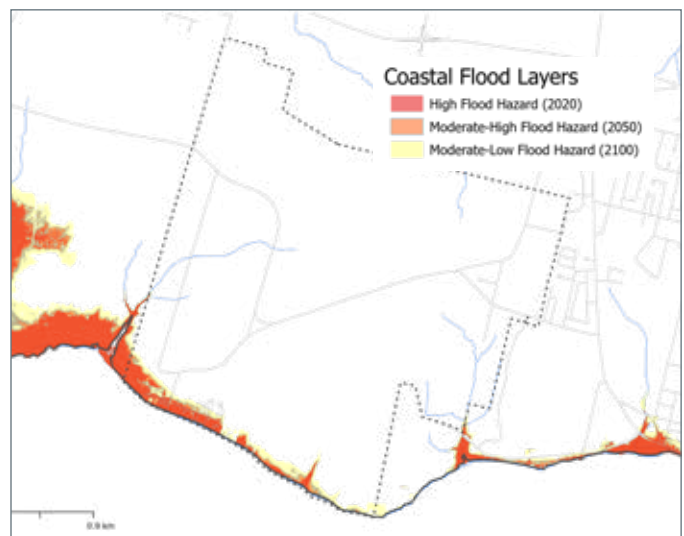 Coastal Flood Layers
High Flood Hazard (2020)
Moderate-High Flood Hazard (2050)
Moderate-Low Flood Hazard (2100)
0.9 km